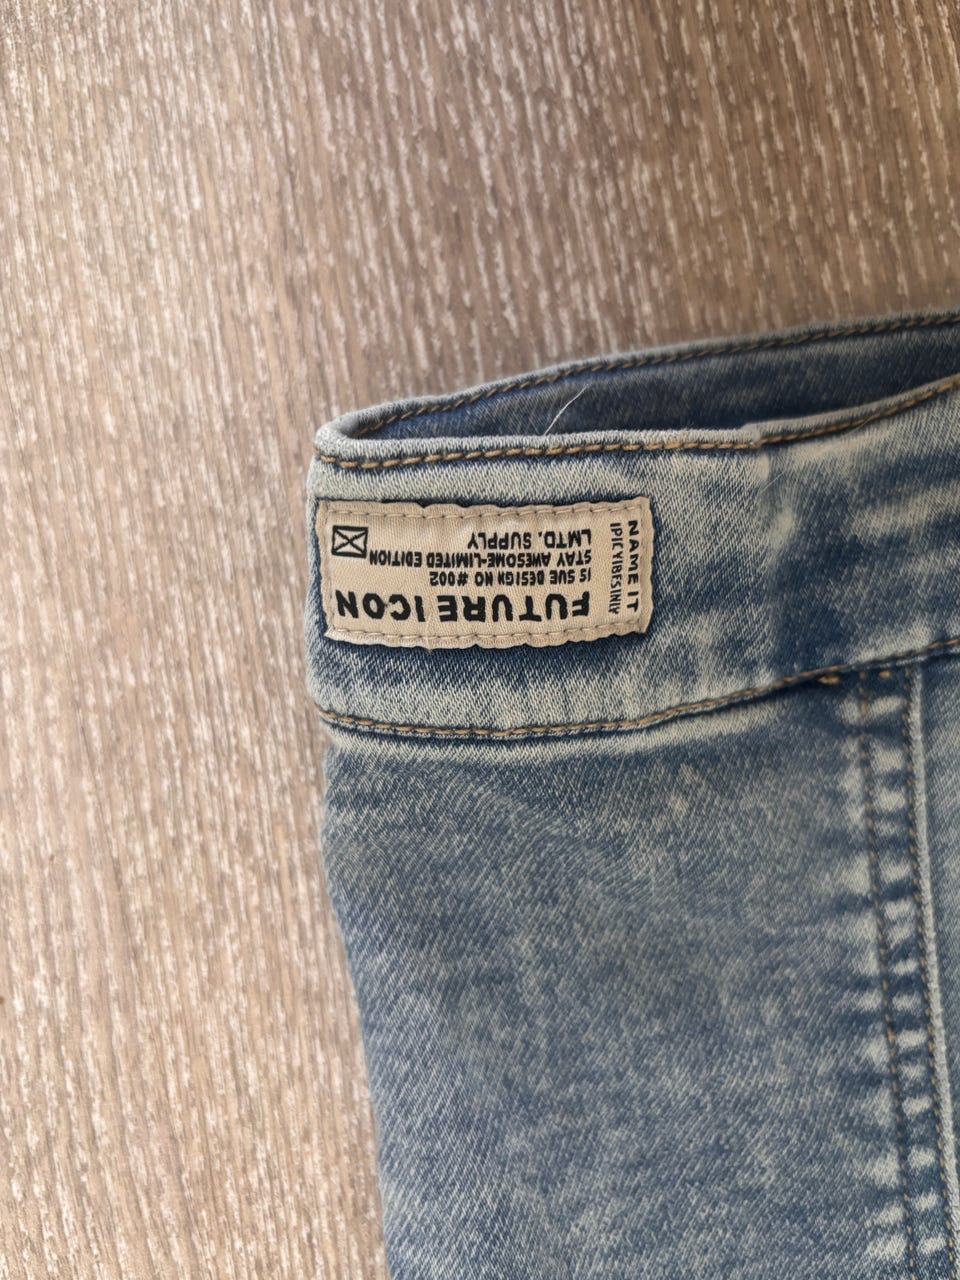 FUTURE ICON
IS SUE DESIGN NO #002
STAY AWESOME-LIMITED EDITION
LMTD. SUPPLY
NAME IT